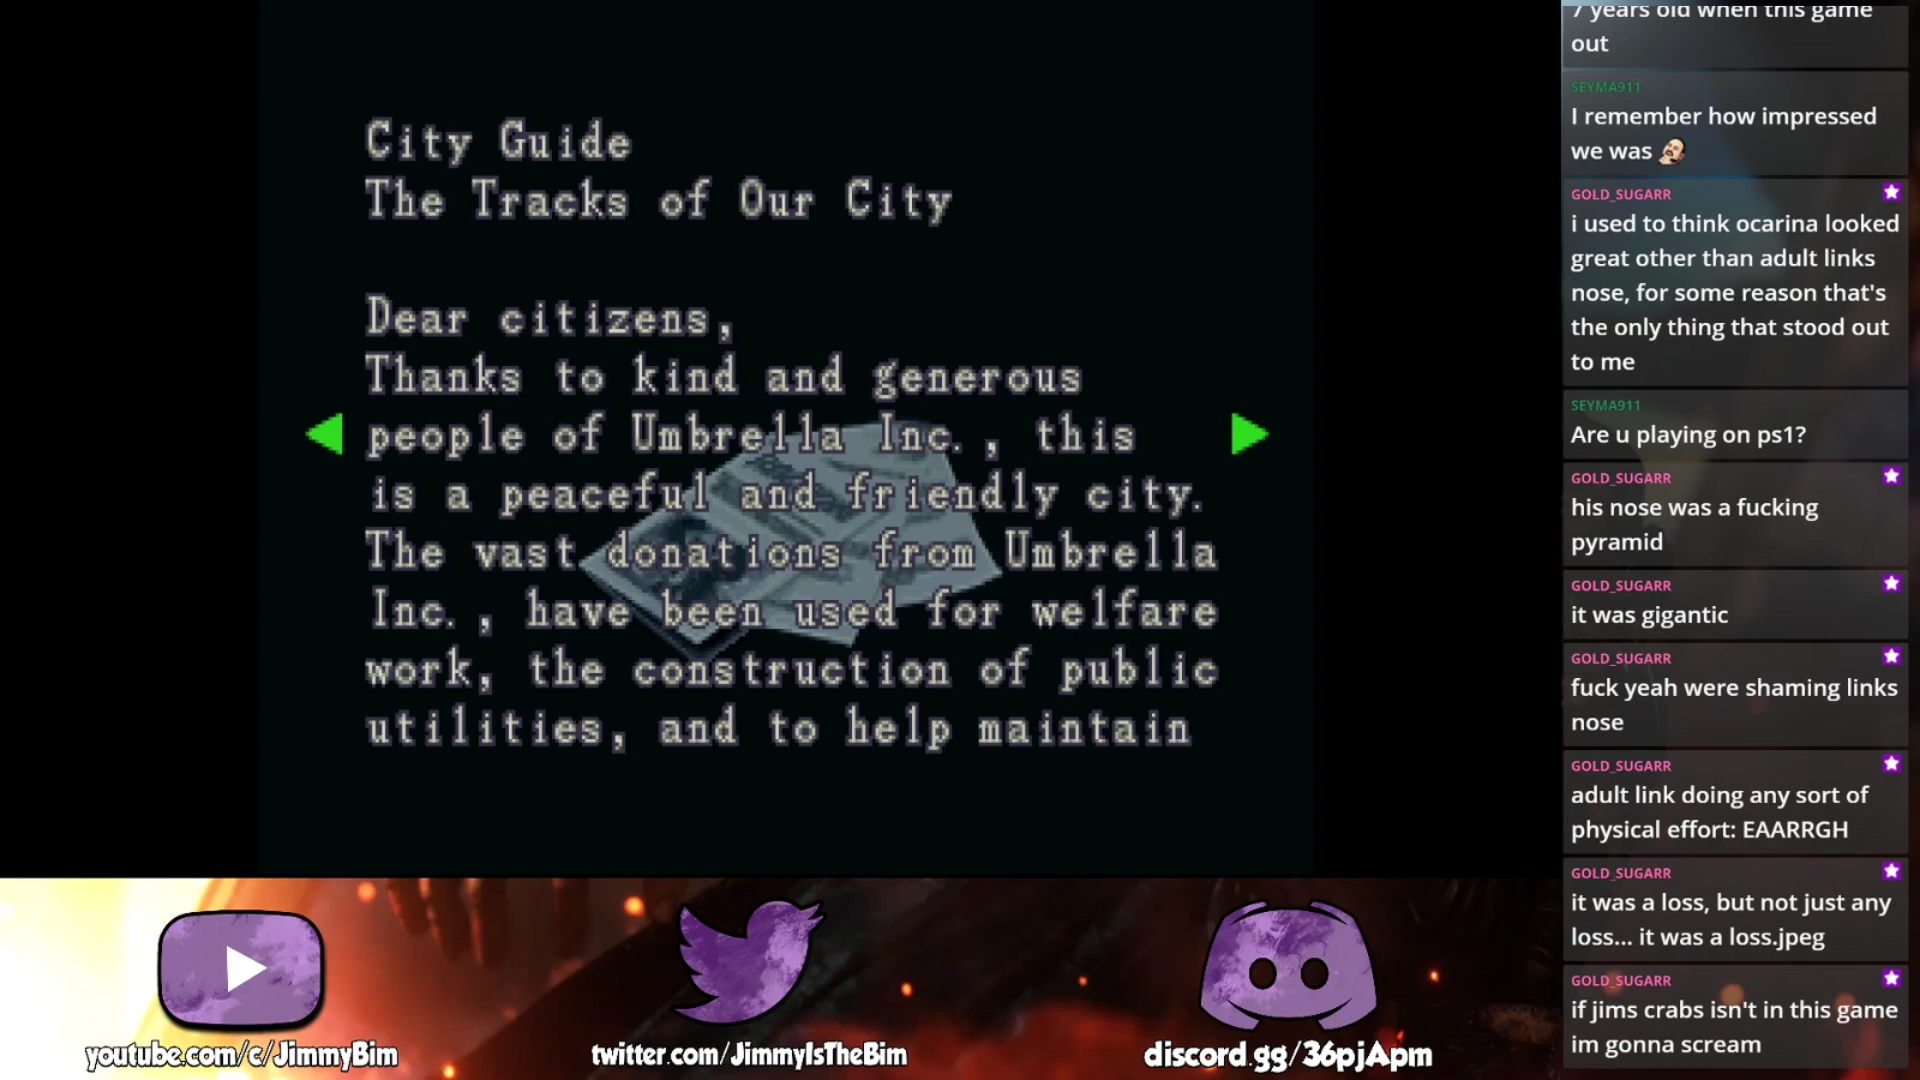 City Guide
The Tracks of Our City
Dear citizens,
Thanks to kind and generous
people of Umbrella Inc., this
is a peaceful and friendly city.
The vast donations from Umbrella
Inc., have been used for welfare
work, the construction of public
utilities, and to help maintain
7 years old when this game
out
SEYMA911
I remember how impressed
we was
GOLD_SUGARR
i used to think ocarina looked
great other than adult links
nose, for some reason that's
the only thing that stood out
to me
SEYMA911
Are u playing on ps1?
GOLD_SUGARR
his nose was a fucking
pyramid
GOLD_SUGARR
it was gigantic
GOLD_SUGARR
fuck yeah were shaming links
nose
GOLD_SUGARR
adult link doing any sort of
physical effort: EAARRGH
GOLD_SUGARR
it was a loss, but not just any
loss... it was a loss.jpeg
GOLD_SUGARR
if jims crabs isn't in this game
im gonna scream
youtube.com/c/JimmyBim
twitter.com/JimmyIsTheBim
discord.gg/36pjApm